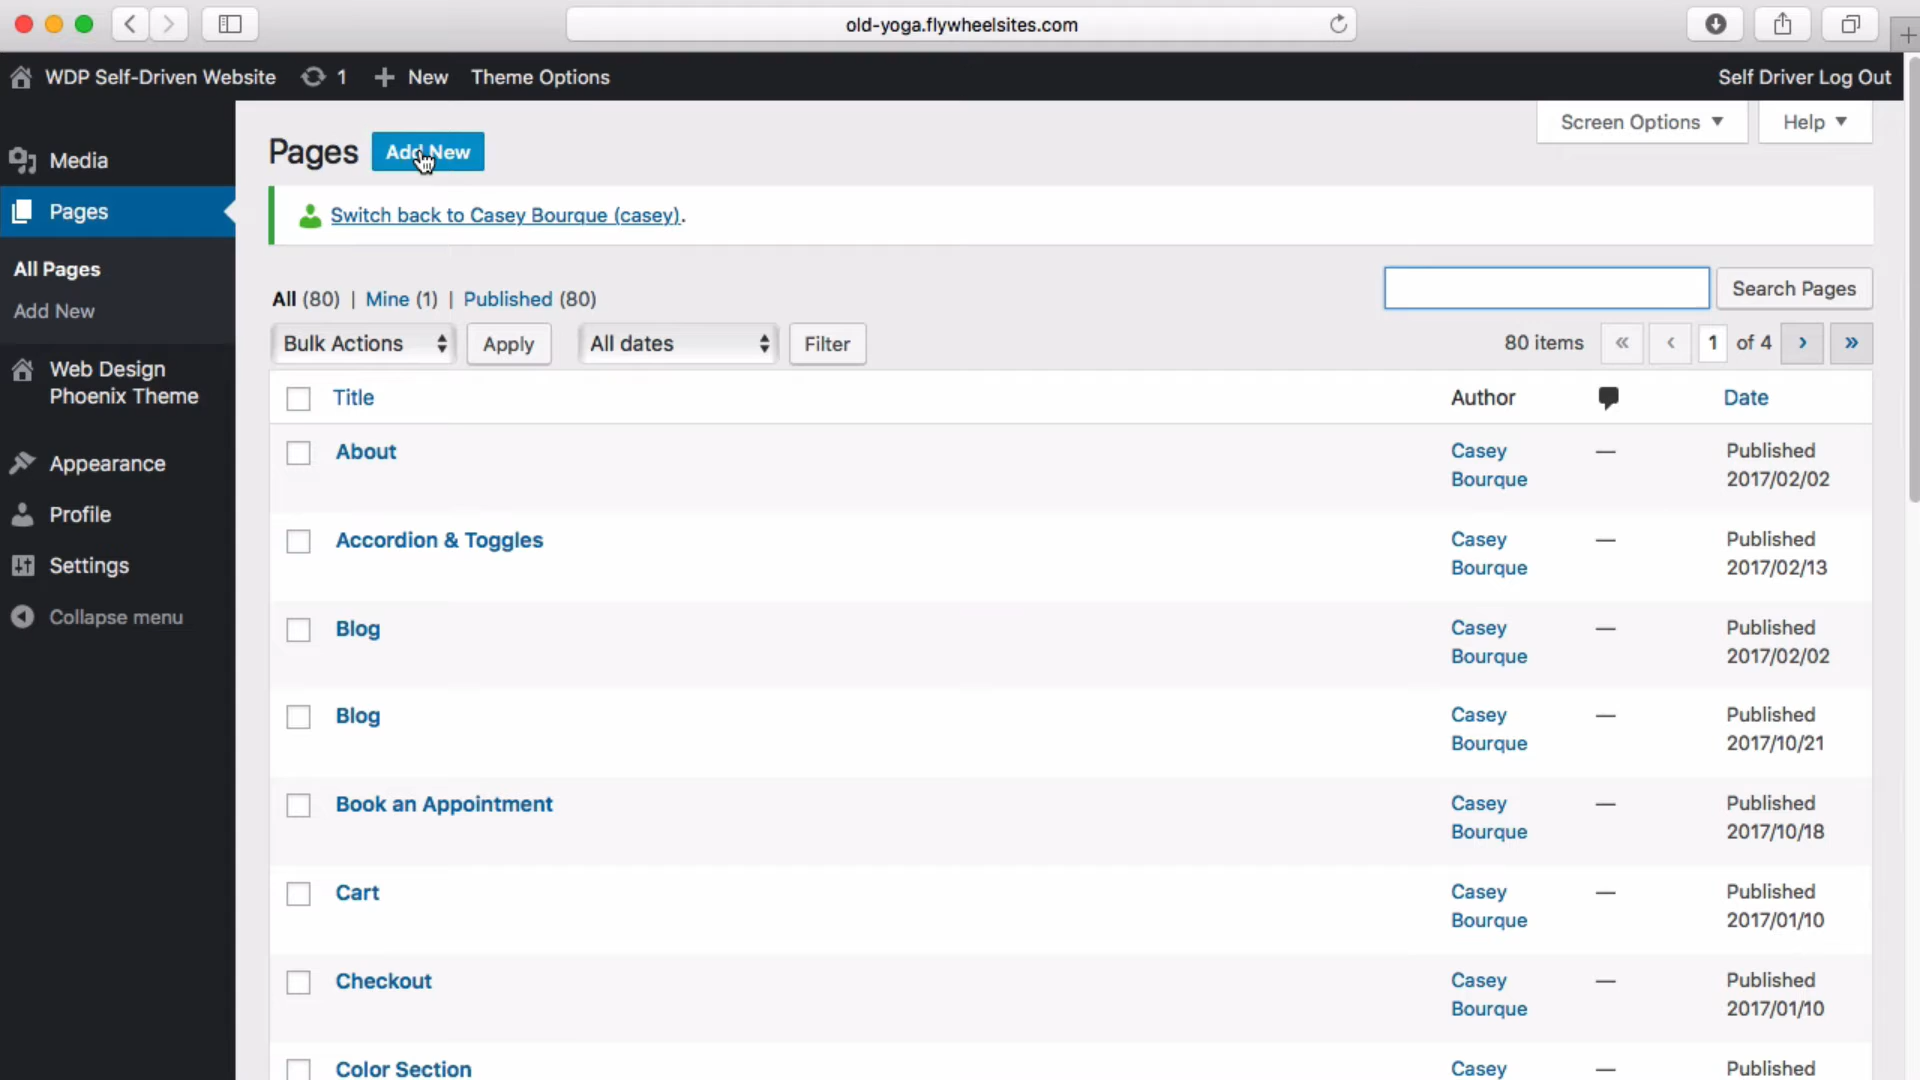 old-yoga.flywheelsites.com
WDP Self-Driven Website 1 + New Theme Options Self Driver Log Out
Screen Options Help
Pages Add New
Media
Pages
All Pages
Add New
Web Design
Phoenix Theme
Appearance
Profile
Settings
Collapse menu
Switch back to Casey Bourque (casey).
All (80) | Mine (1) | Published (80)
Search Pages
Bulk Actions Apply All dates Filter
80 items « ‹ 1 of 4 › »
Title Author Date
About Casey Bourque — Published 2017/02/02
Accordion & Toggles Casey Bourque — Published 2017/02/13
Blog Casey Bourque — Published 2017/02/02
Blog Casey Bourque — Published 2017/10/21
Book an Appointment Casey Bourque — Published 2017/10/18
Cart Casey Bourque — Published 2017/01/10
Checkout Casey Bourque — Published 2017/01/10
Color Section Casey — Published